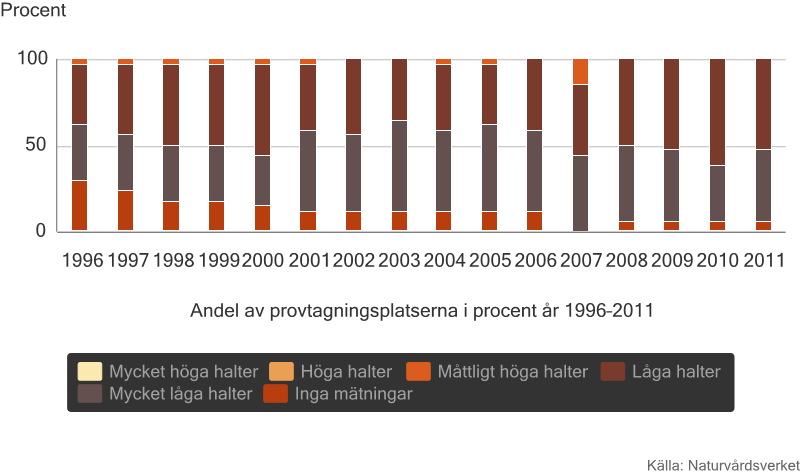 Procent
100
50
0
1996 1997 1998 1999 2000 2001 2002 2003 2004 2005 2006 2007 2008 2009 2010 2011
Andel av provtagningsplatserna i procent år 1996-2011
Mycket höga halter Höga halter Måttligt höga halter Låga halter
Mycket låga halter Inga mätningar
Källa: Naturvårdsverket